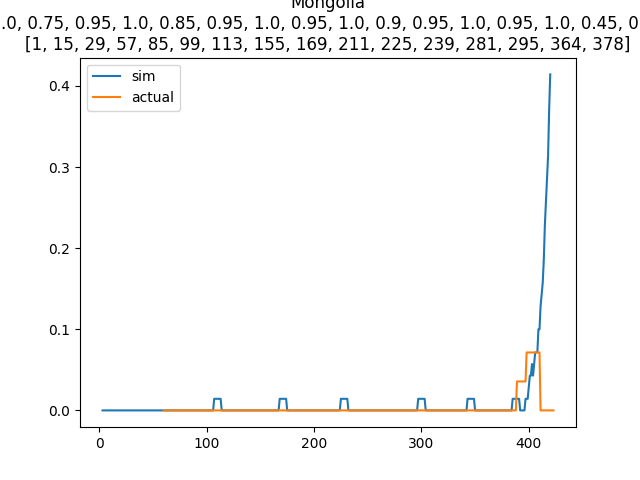 Mongolia
.0, 0.75, 0.95, 1.0, 0.85, 0.95, 1.0, 0.95, 1.0, 0.9, 0.95, 1.0, 0.95, 1.0, 0.45, 0
[1, 15, 29, 57, 85, 99, 113, 155, 169, 211, 225, 239, 281, 295, 364, 378]
sim
actual
0.4
0.3
0.2
0.1
0.0
0 100 200 300 400